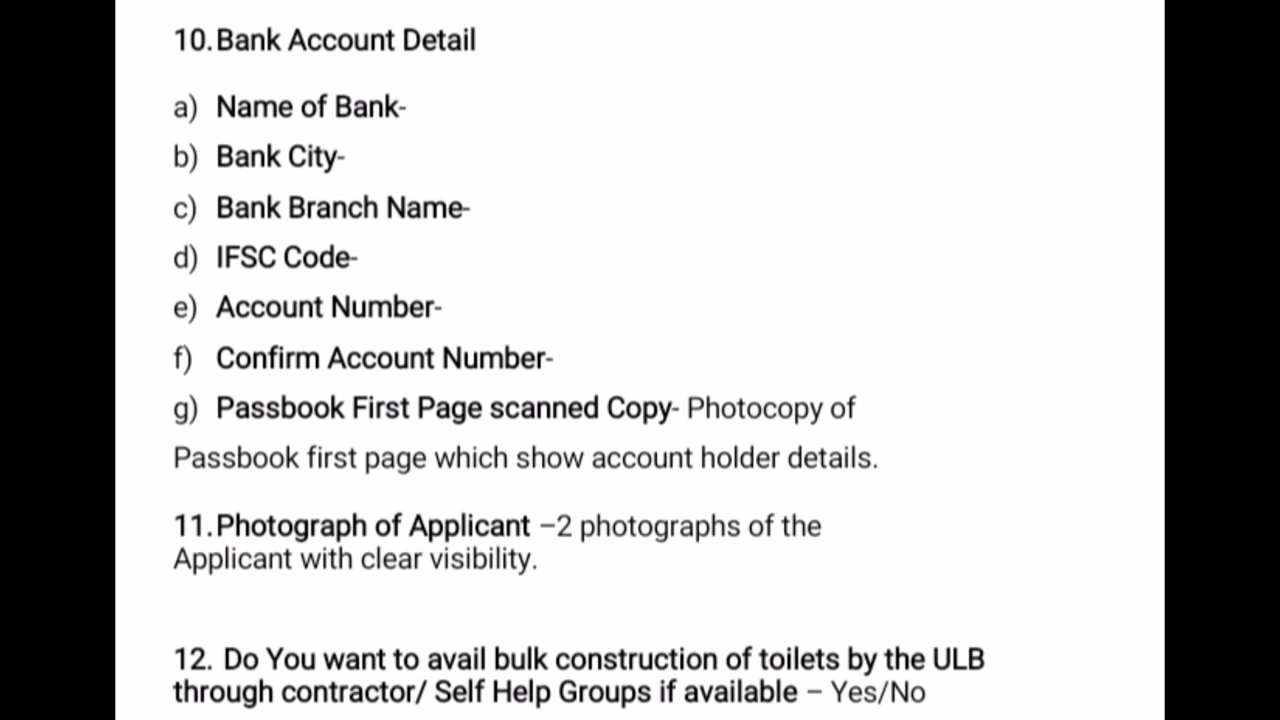 10. Bank Account Detail
a) Name of Bank-
b) Bank City-
c) Bank Branch Name-
d) IFSC Code-
e) Account Number-
f) Confirm Account Number-
g) Passbook First Page scanned Copy- Photocopy of
Passbook first page which show account holder details.
11. Photograph of Applicant –2 photographs of the
Applicant with clear visibility.
12. Do You want to avail bulk construction of toilets by the ULB
through contractor/ Self Help Groups if available – Yes/No